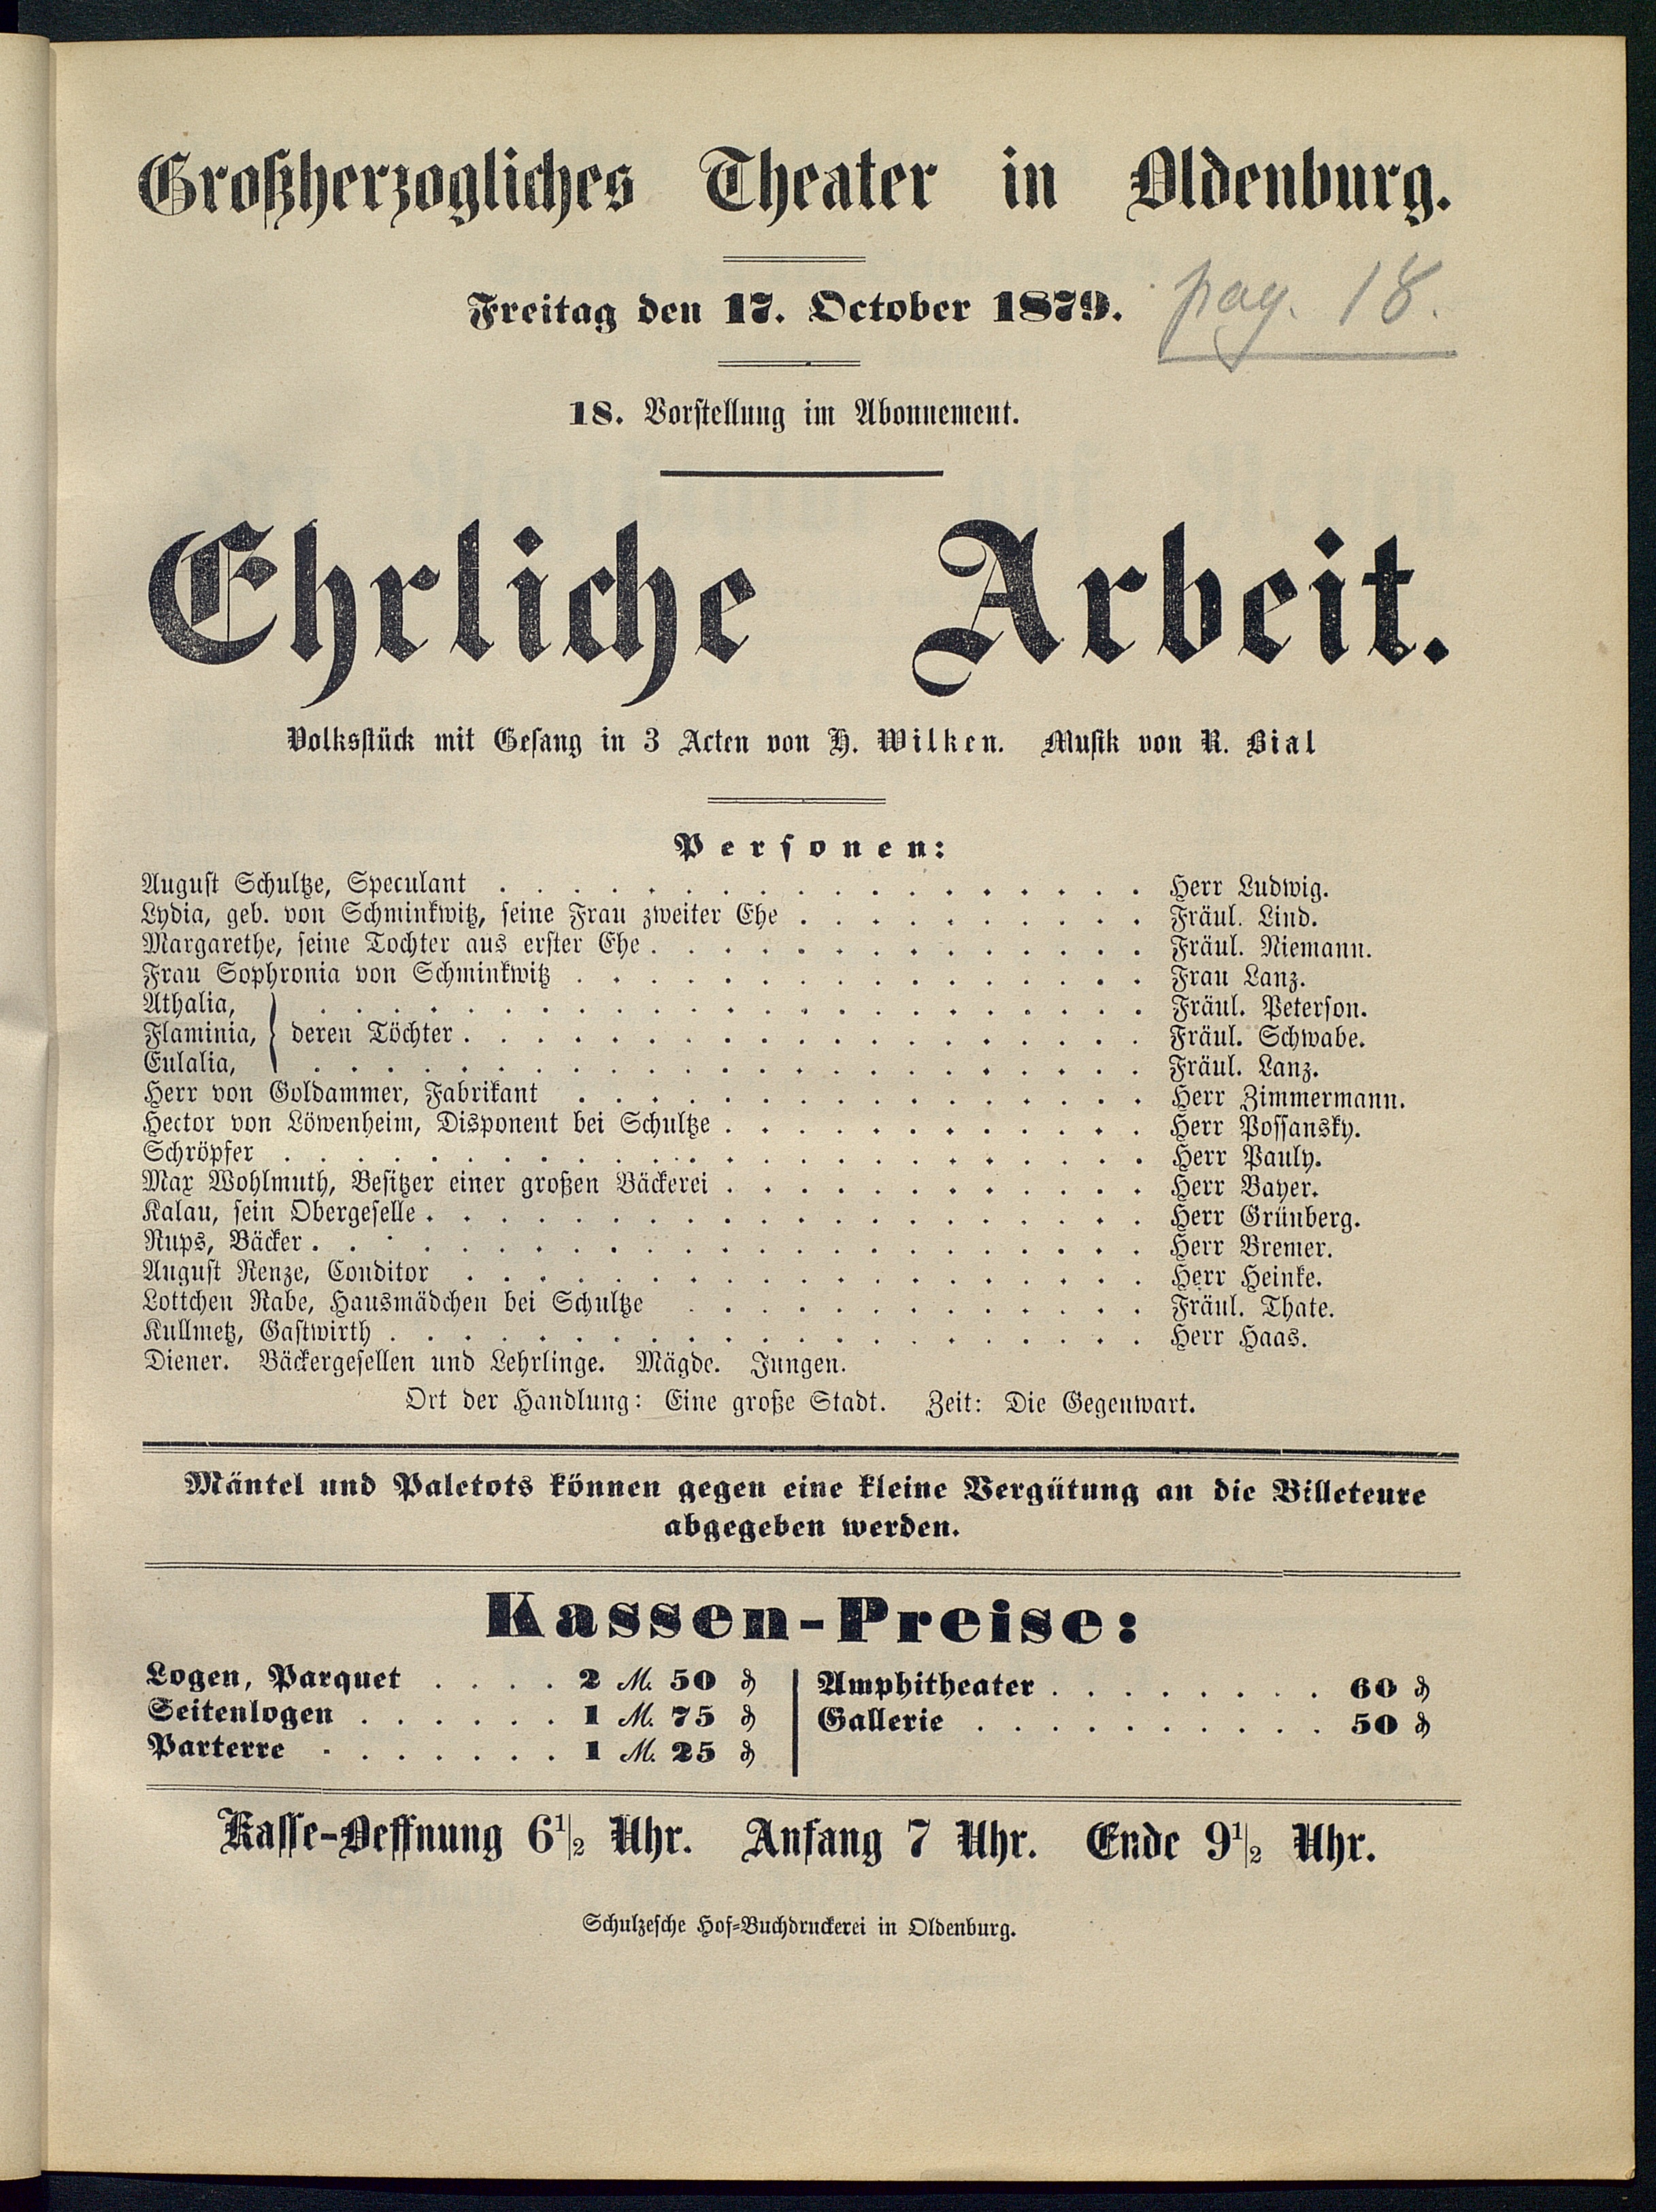 Großherzogliches Theater in Oldenburg.
Freitag den 17. October 1879.
pag. 18.
18. Vorstellung im Abonnement.
Ehrliche Arbeit.
Volksstück mit Gesang in 3 Acten von H. Wilken. Musik von R. Bial
Personen:
August Schultze, Speculant . . . . . . . . . . Herr Ludwig.
Lydia, geb. von Schminkwitz, seine Frau zweiter Ehe . . . . . . . . . . Fräul. Lind.
Margarethe, seine Tochter aus erster Ehe . . . . . . . . . . Fräul. Niemann.
Frau Sophronia von Schminkwitz . . . . . . . . . . Frau Lanz.
Athalia, . . . . . . . . . . Fräul. Peterson.
Flaminia, } deren Töchter . . . . . . . . . . Fräul. Schwabe.
Eulalia, . . . . . . . . . . Fräul. Lanz.
Herr von Goldammer, Fabrikant . . . . . . . . . . Herr Zimmermann.
Hector von Löwenheim, Disponent bei Schultze . . . . . . . . . . Herr Possansky.
Schröpfer . . . . . . . . . . Herr Pauly.
Max Wohlmuth, Besitzer einer großen Bäckerei . . . . . . . . . . Herr Bayer.
Kalau, sein Obergeselle . . . . . . . . . . Herr Grünberg.
Rups, Bäcker . . . . . . . . . . Herr Bremer.
August Renze, Conditor . . . . . . . . . . Herr Heinke.
Lottchen Rabe, Hausmädchen bei Schultze . . . . . . . . . . Fräul. Thate.
Kullmetz, Gastwirth . . . . . . . . . . Herr Haas.
Diener. Bäckergesellen und Lehrlinge. Mägde. Jungen.
Ort der Handlung: Eine große Stadt. Zeit: Die Gegenwart.
Mäntel und Paletots können gegen eine kleine Vergütung an die Billeteure
abgegeben werden.
Kassen-Preise:
Logen, Parquet . . . . 2 M. 50 ₰
Seitenlogen . . . . . . 1 M. 75 ₰
Parterre . . . . . . . 1 M. 25 ₰
Amphitheater . . . . . . . . 60 ₰
Gallerie . . . . . . . . . . 50 ₰
Kasse-Oeffnung 6½ Uhr. Anfang 7 Uhr. Ende 9½ Uhr.
Schulzesche Hof-Buchdruckerei in Oldenburg.